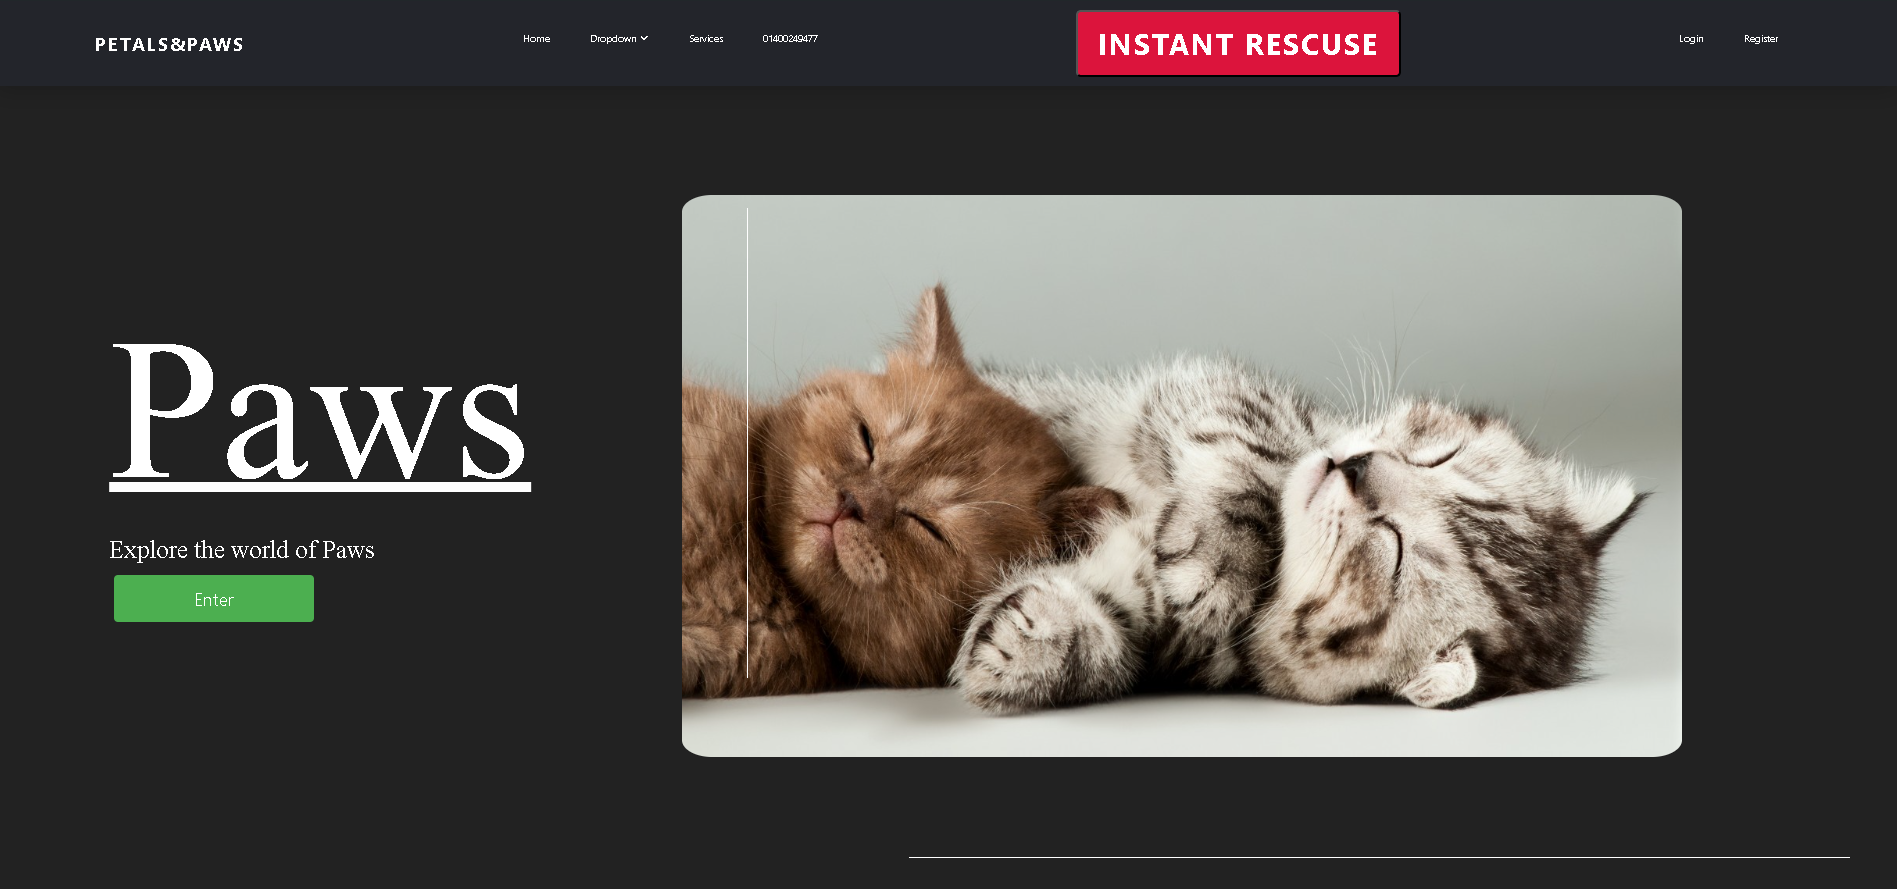 PETALS&PAWS
Home Dropdown Services 01400249477
INSTANT RESCUSE
Login Register
Paws
Explore the world of Paws
Enter